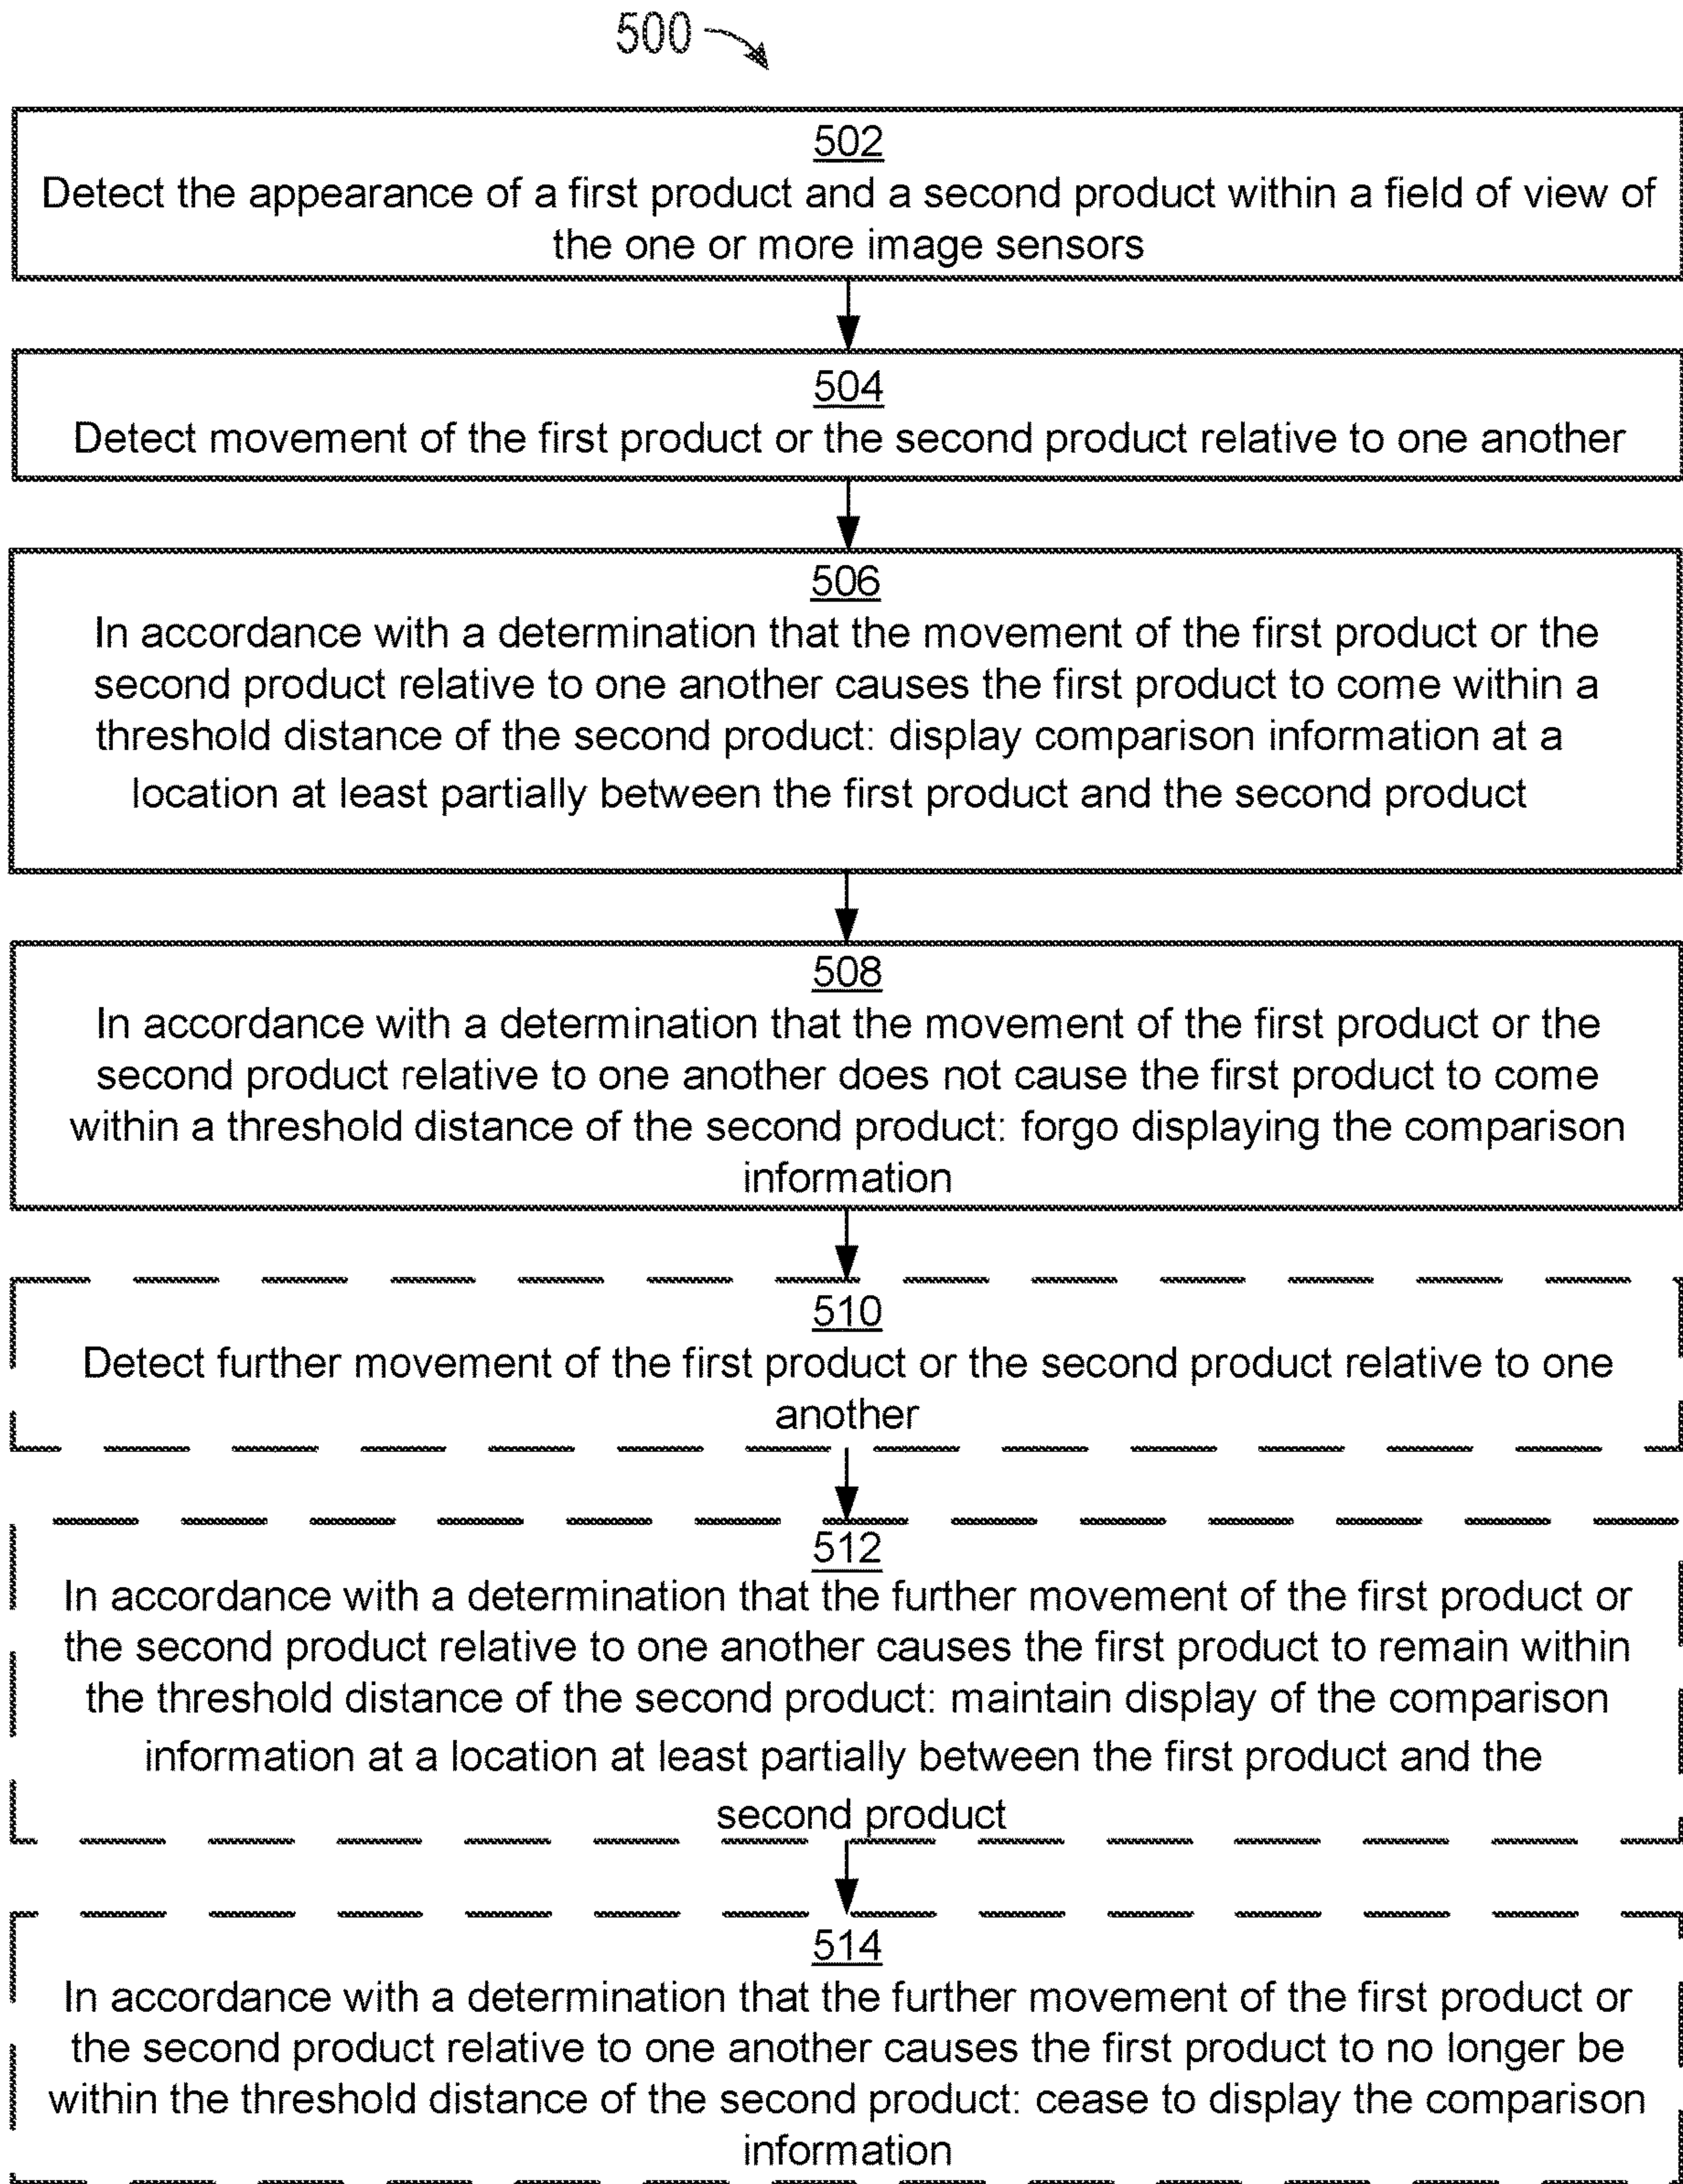 500
502
Detect the appearance of a first product and a second product within a field of view of
the one or more image sensors
504
Detect movement of the first product or the second product relative to one another
506
In accordance with a determination that the movement of the first product or the
second product relative to one another causes the first product to come within a
threshold distance of the second product: display comparison information at a
location at least partially between the first product and the second product
508
In accordance with a determination that the movement of the first product or the
second product relative to one another does not cause the first product to come
within a threshold distance of the second product: forgo displaying the comparison
information
510
Detect further movement of the first product or the second product relative to one
another
512
In accordance with a determination that the further movement of the first product or
the second product relative to one another causes the first product to remain within
the threshold distance of the second product: maintain display of the comparison
information at a location at least partially between the first product and the
second product
514
In accordance with a determination that the further movement of the first product or
the second product relative to one another causes the first product to no longer be
within the threshold distance of the second product: cease to display the comparison
information